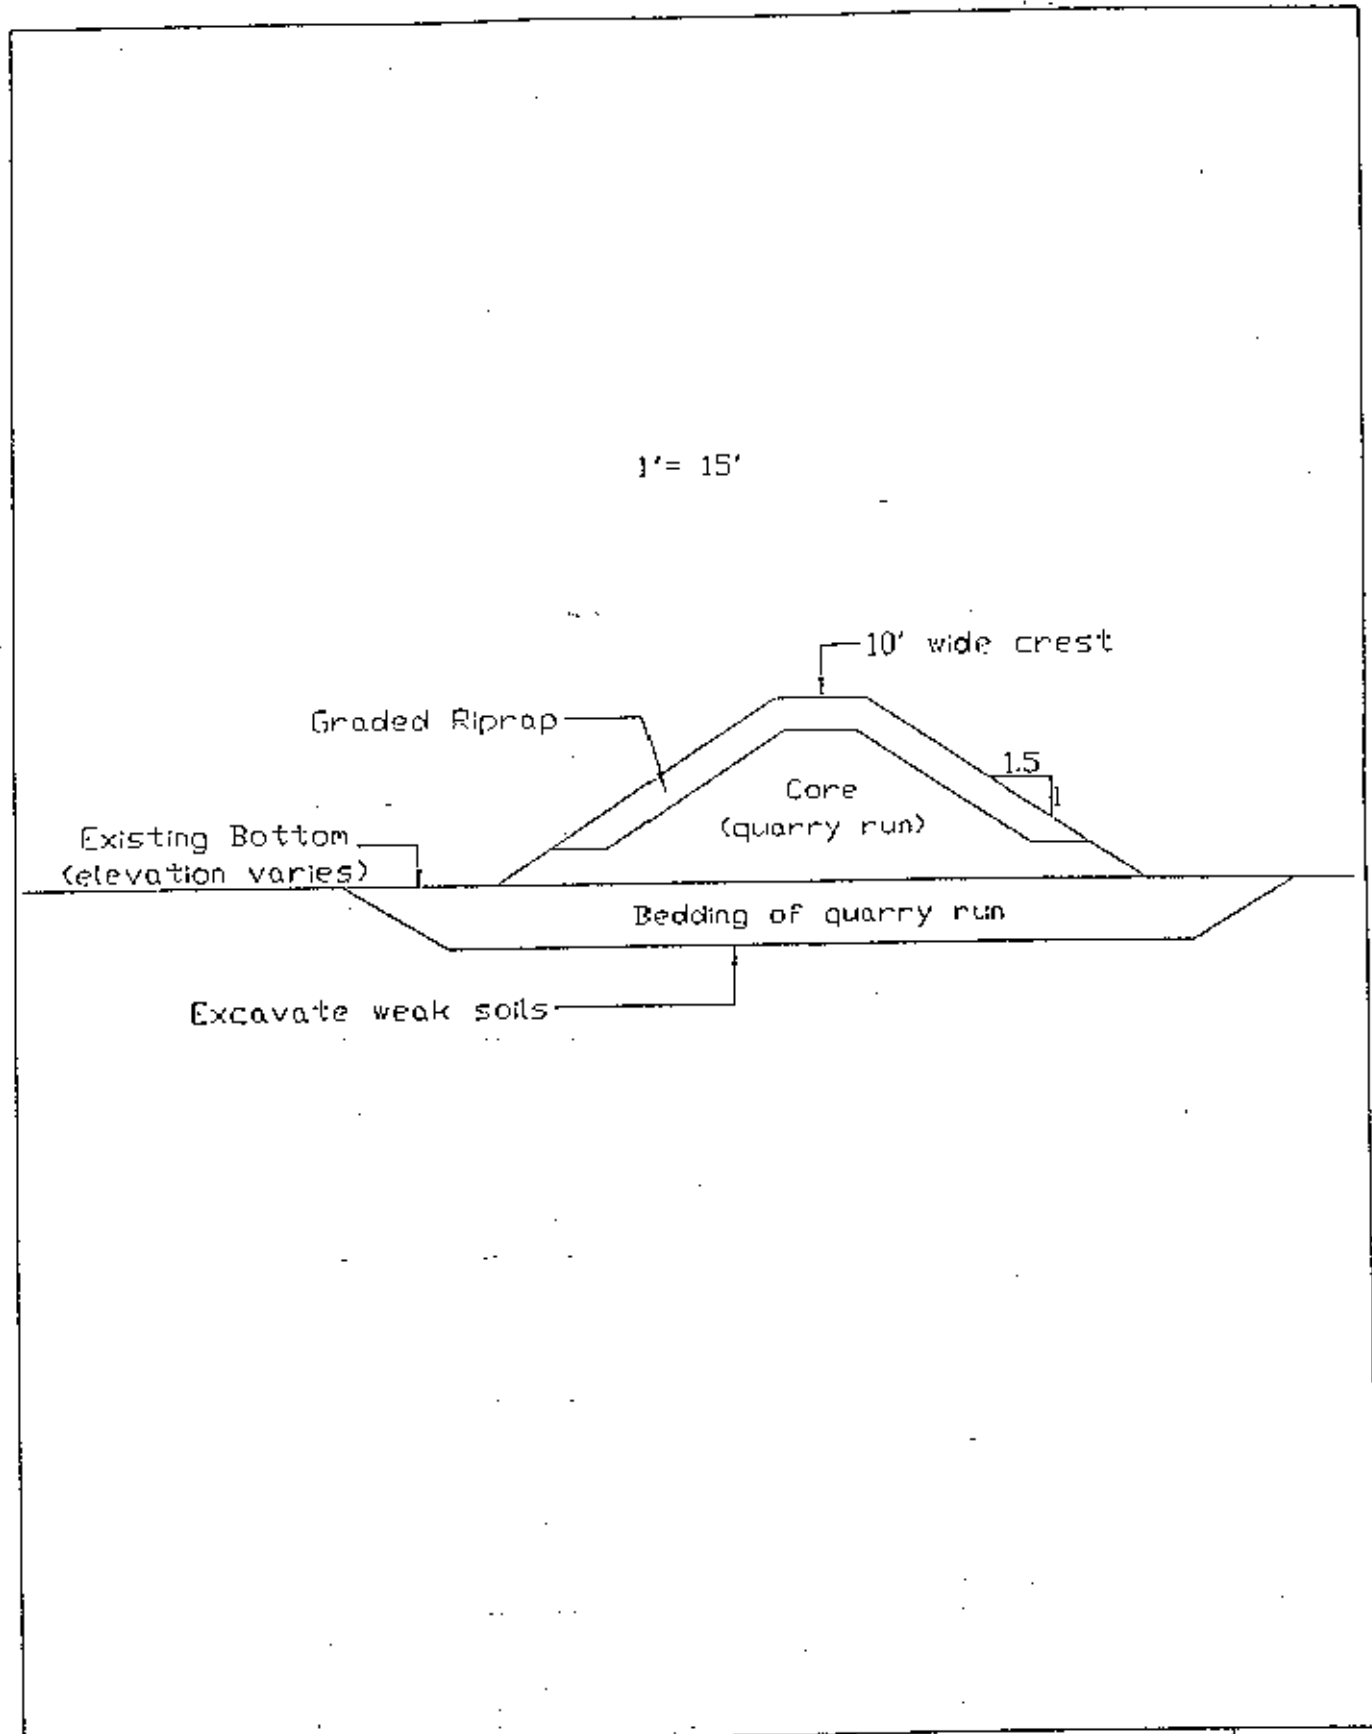 1'= 15'
10' wide crest
Graded Riprap
1.5
1
Core
(quarry run)
Existing Bottom
(elevation varies)
Bedding of quarry run
Excavate weak soils